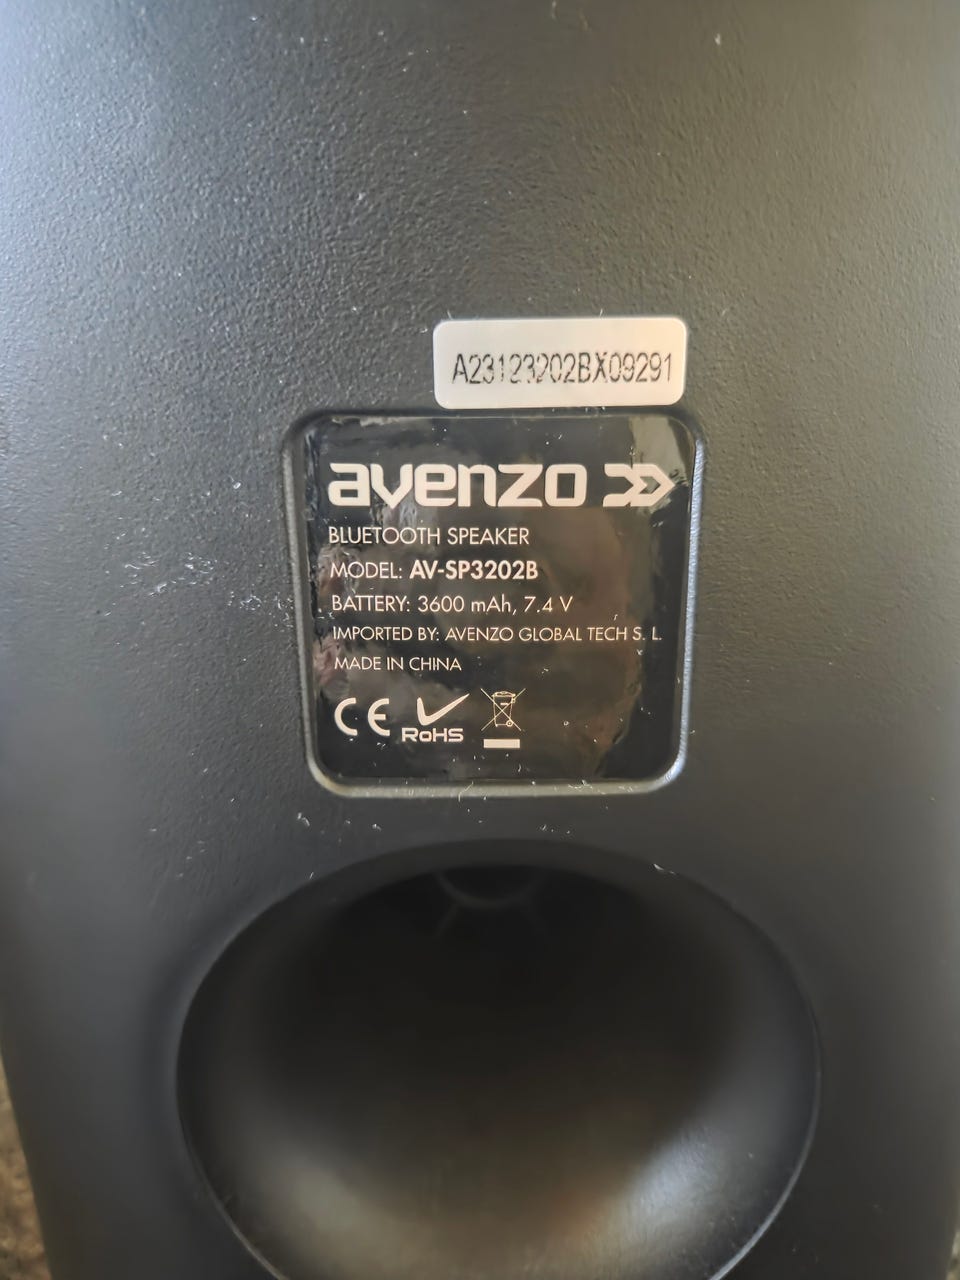 A23123202BX09291
avenzo
BLUETOOTH SPEAKER
MODEL: AV-SP3202B
BATTERY: 3600 mAh, 7.4 V
IMPORTED BY: AVENZO GLOBAL TECH S. L.
MADE IN CHINA
CE RoHS